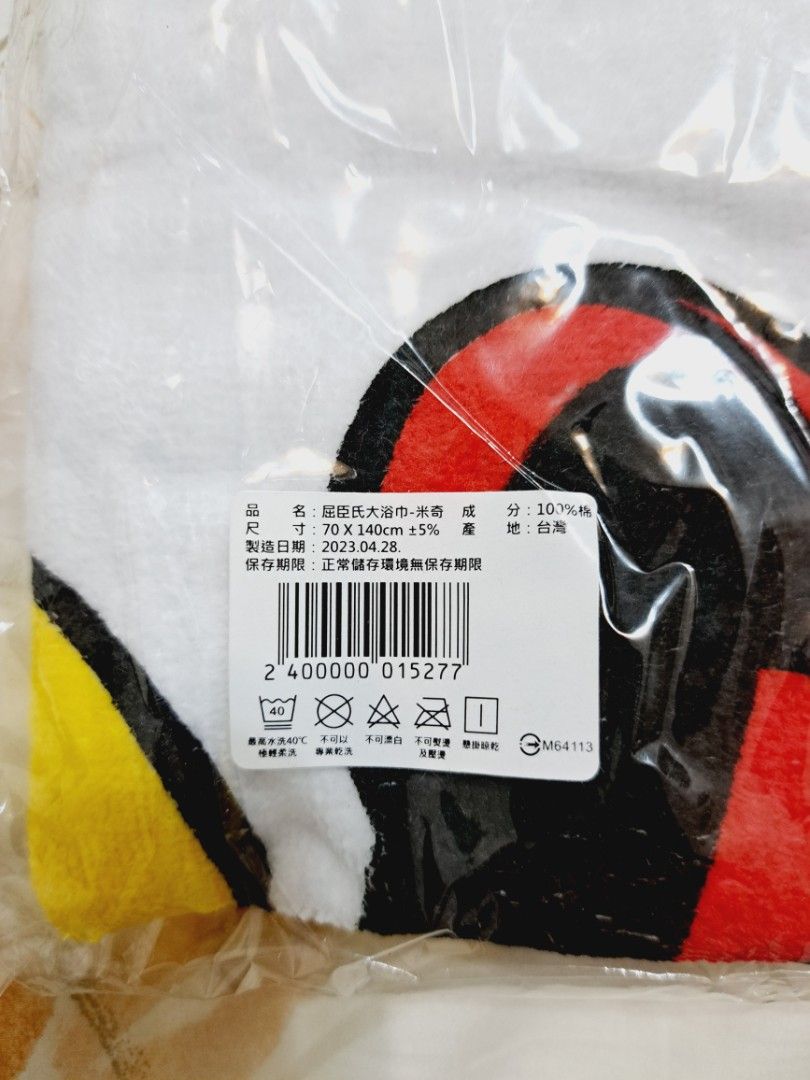 品　　名：屈臣氏大浴巾-米奇　成　　分：100%棉
尺　　寸：70 X 140cm ±5%　產　　地：台灣
製造日期：2023.04.28.
保存期限：正常儲存環境無保存期限
2 400000 015277
40
最高水洗40℃ 不可以 不可漂白 不可熨燙 懸掛晾乾 M64113
極輕柔洗 專業乾洗 及壓燙